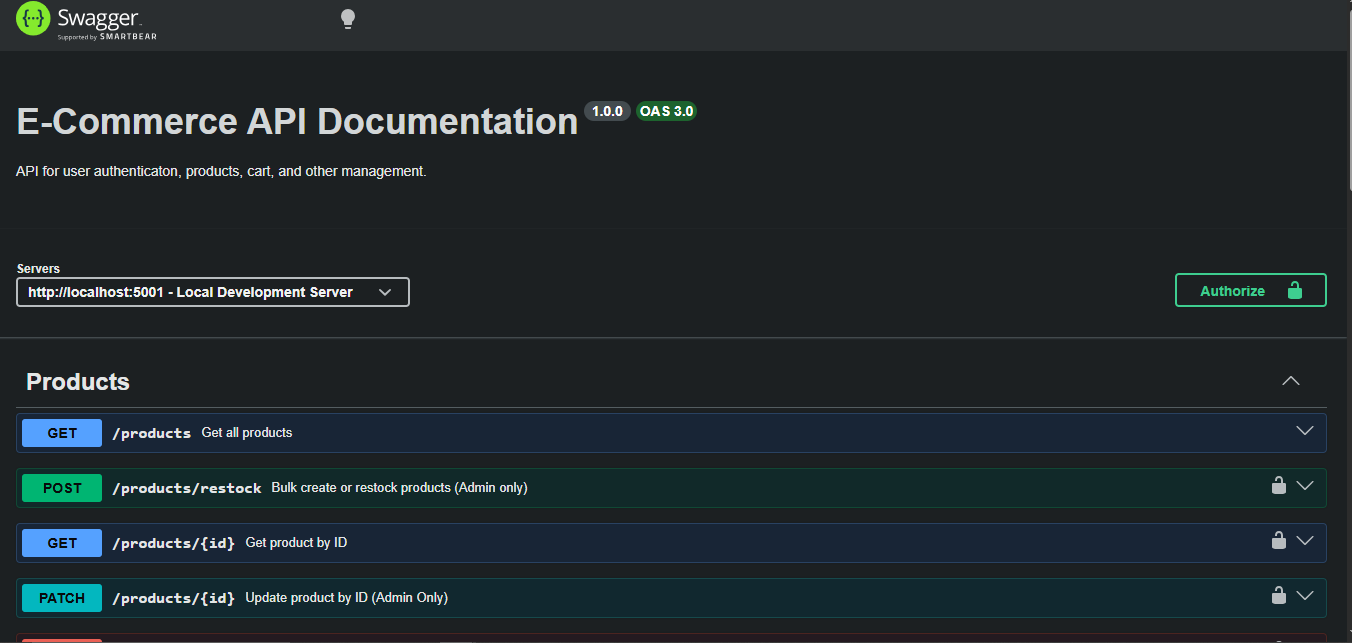 Swagger
Supported by SMARTBEAR
E-Commerce API Documentation 1.0.0 OAS 3.0
API for user authenticaton, products, cart, and other management.
Servers
http://localhost:5001 - Local Development Server
Authorize
Products
GET /products Get all products
POST /products/restock Bulk create or restock products (Admin only)
GET /products/{id} Get product by ID
PATCH /products/{id} Update product by ID (Admin Only)